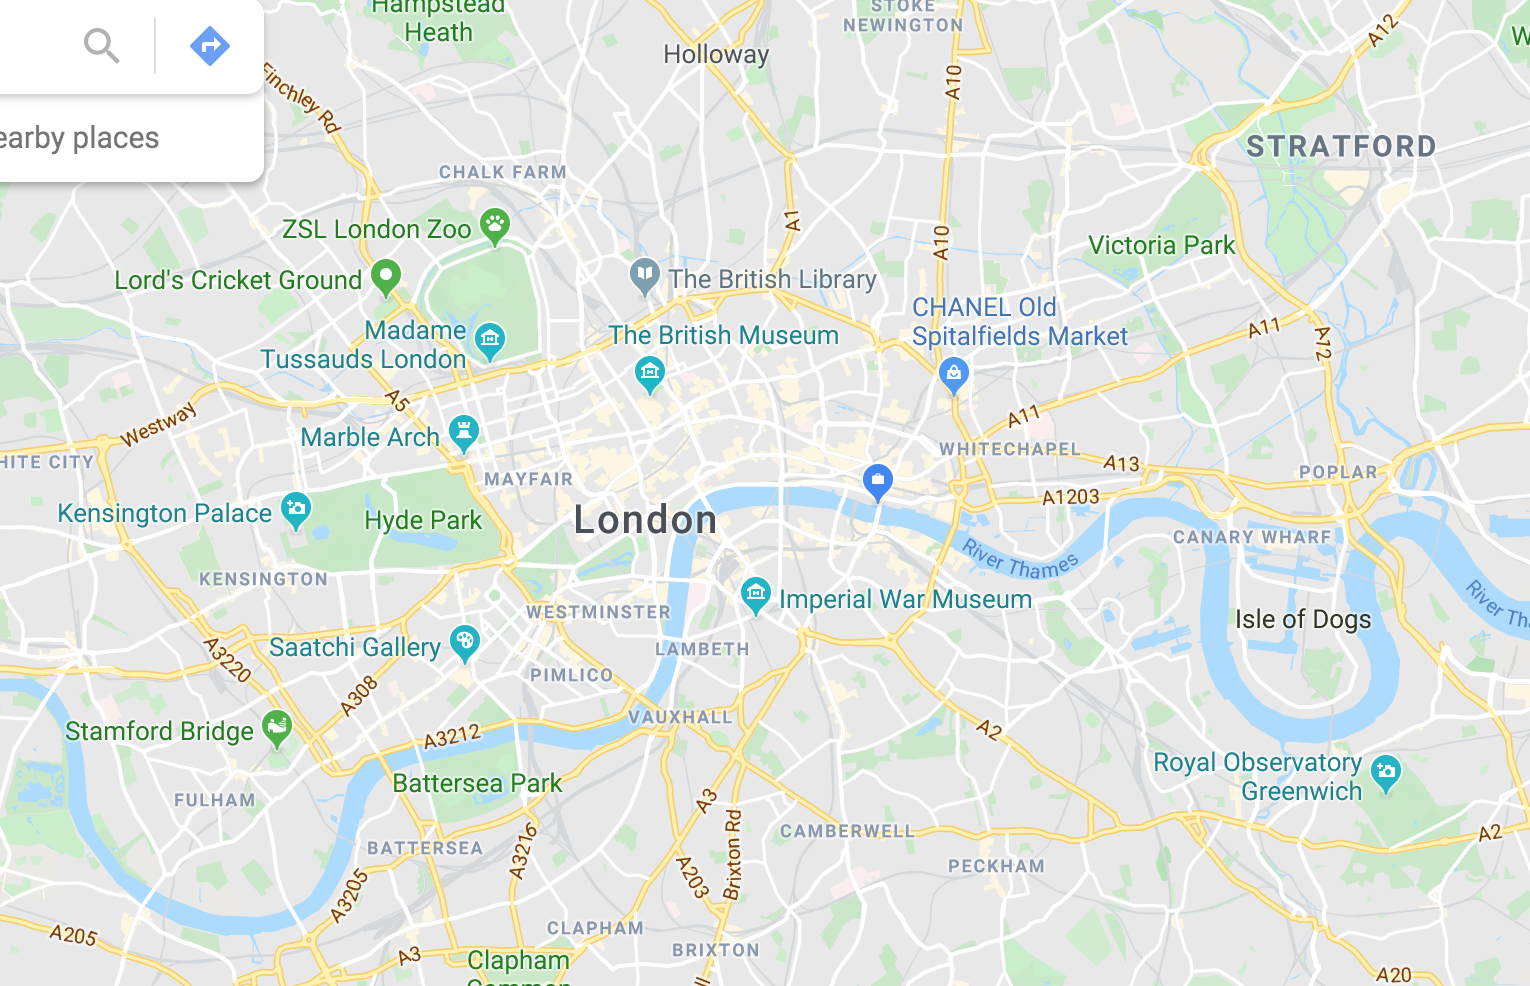 Hampstead
Heath
STOKE
NEWINGTON
A12
Holloway
A10
Finchley Rd
earby places
STRATFORD
CHALK FARM
A1
ZSL London Zoo
A10
Victoria Park
Lord's Cricket Ground
The British Library
CHANEL Old
Spitalfields Market
Madame
Tussauds London
The British Museum
A11
A12
A5
Westway
A11
Marble Arch
WHITECHAPEL
HITE CITY
A13
POPLAR
MAYFAIR
A1203
Kensington Palace
Hyde Park
London
CANARY WHARF
River Thames
KENSINGTON
WESTMINSTER
Imperial War Museum
River Tha
Isle of Dogs
Saatchi Gallery
LAMBETH
A3220
PIMLICO
A308
VAUXHALL
Stamford Bridge
A3212
A2
Royal Observatory
Greenwich
Battersea Park
FULHAM
A3
CAMBERWELL
A2
BATTERSEA
A3216
Brixton Rd
PECKHAM
A203
A3205
CLAPHAM
A205
BRIXTON
A3
Clapham
Common
A20